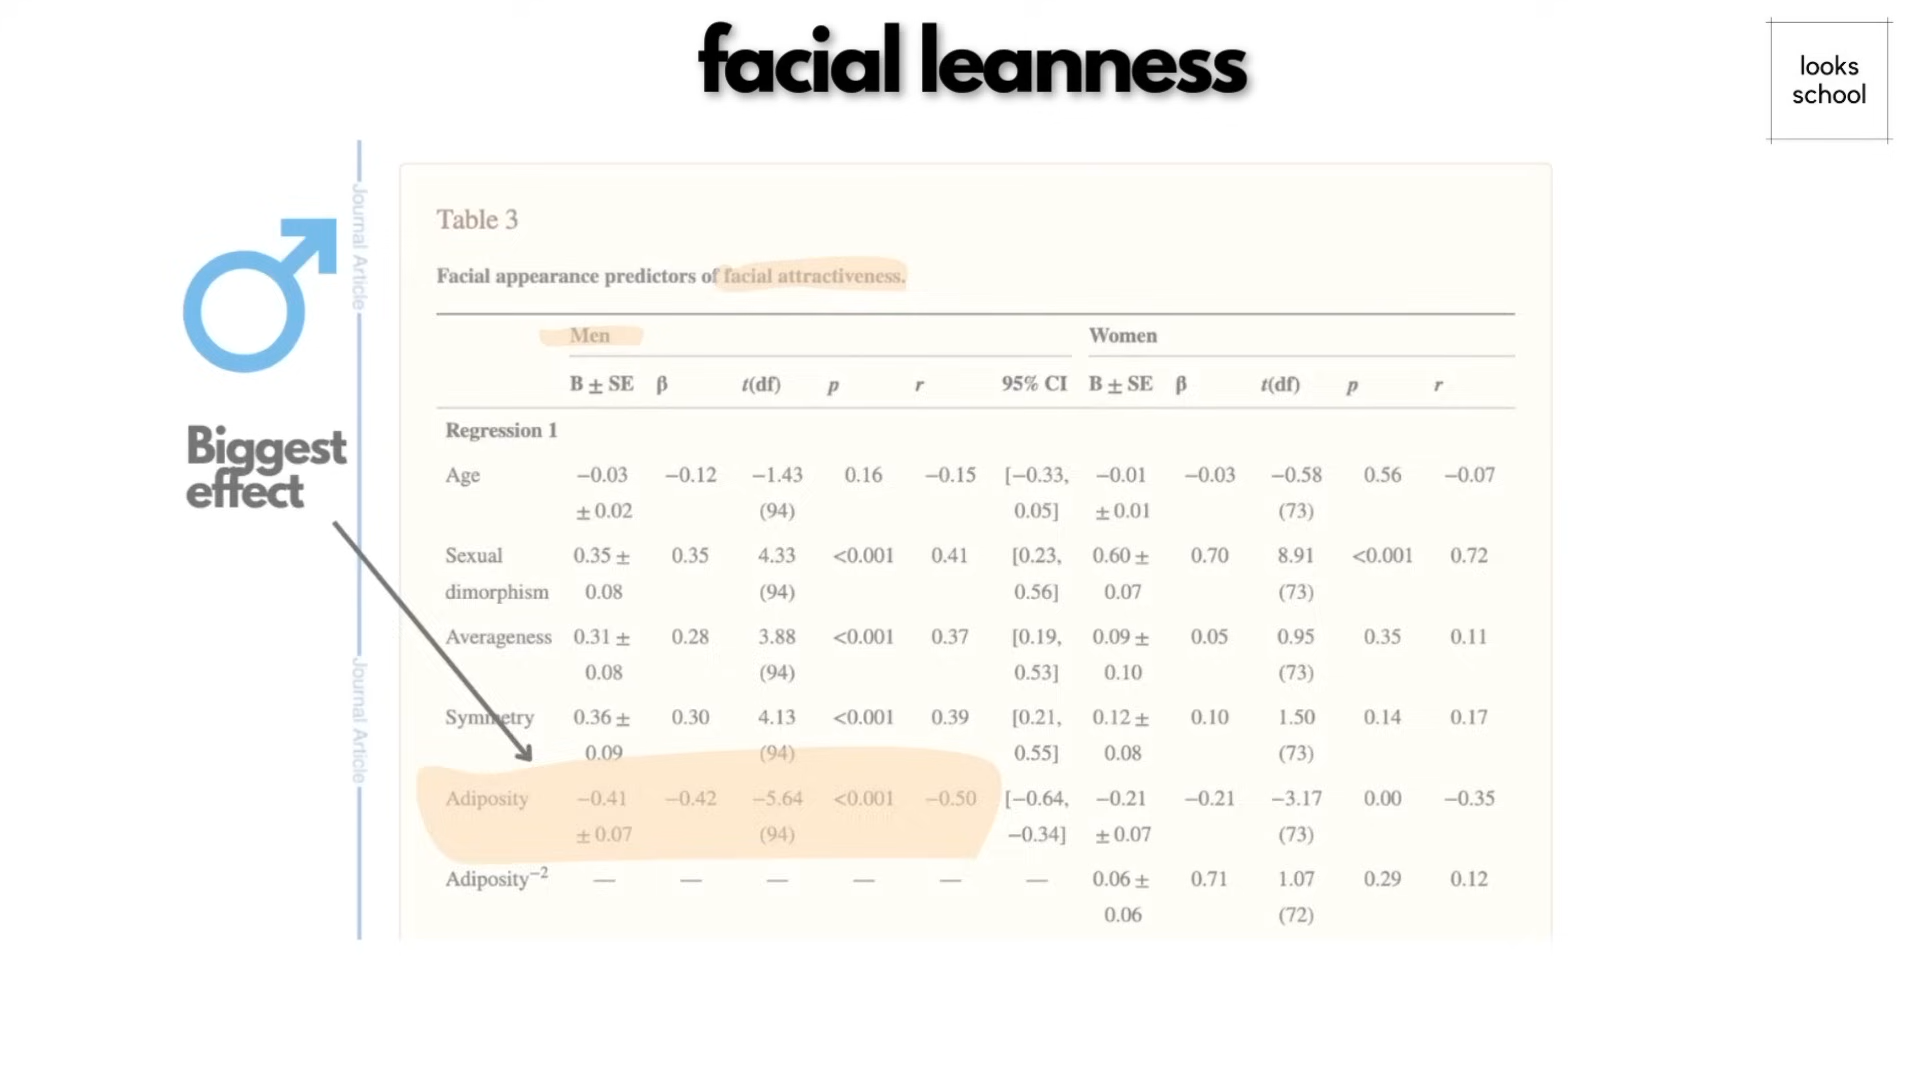 facial leanness
looks
school
Journal Article
Biggest
effect
Journal Article
Table 3
Facial appearance predictors of facial attractiveness.
Men Women
B ± SE β t(df) p r 95% CI B ± SE β t(df) p r
Regression 1
Age −0.03 −0.12 −1.43 0.16 −0.15 [−0.33, −0.01 −0.03 −0.58 0.56 −0.07
± 0.02 (94) 0.05] ± 0.01 (73)
Sexual 0.35 ± 0.35 4.33 <0.001 0.41 [0.23, 0.60 ± 0.70 8.91 <0.001 0.72
dimorphism 0.08 (94) 0.56] 0.07 (73)
Averageness 0.31 ± 0.28 3.88 <0.001 0.37 [0.19, 0.09 ± 0.05 0.95 0.35 0.11
0.08 (94) 0.53] 0.10 (73)
Symmetry 0.36 ± 0.30 4.13 <0.001 0.39 [0.21, 0.12 ± 0.10 1.50 0.14 0.17
0.09 (94) 0.55] 0.08 (73)
Adiposity −0.41 −0.42 −5.64 <0.001 −0.50 [−0.64, −0.21 −0.21 −3.17 0.00 −0.35
± 0.07 (94) −0.34] ± 0.07 (73)
Adiposity⁻² — — — — — — 0.06 ± 0.71 1.07 0.29 0.12
0.06 (72)